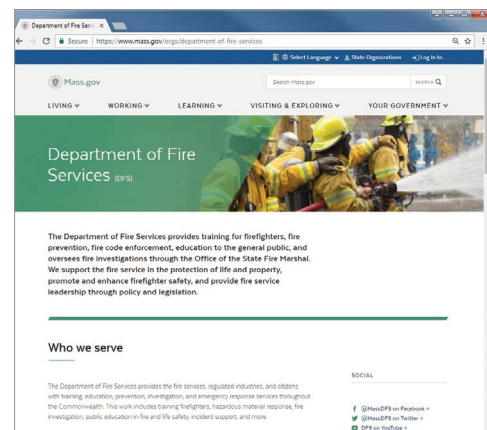 Department of Fire Servi
Secure | https://www.mass.gov/orgs/department-of-fire-services
Select Language State Organizations Log In to...
Mass.gov
Search Mass.gov SEARCH
LIVING WORKING LEARNING VISITING & EXPLORING YOUR GOVERNMENT
Department of Fire
Services (DFS)
The Department of Fire Services provides training for firefighters, fire
prevention, fire code enforcement, education to the general public, and
oversees fire investigations through the Office of the State Fire Marshal.
We support the fire service in the protection of life and property,
promote and enhance firefighter safety, and provide fire service
leadership through policy and legislation.
Who we serve
The Department of Fire Services provides the fire services, regulated industries, and citizens
with training, education, prevention, investigation, and emergency response services throughout
the Commonwealth. This work includes training firefighters, hazardous material response, fire
investigation, public education in fire and life safety, incident support, and more.
SOCIAL
@MassDFS on Facebook »
@MassDFS on Twitter »
DFS on YouTube »